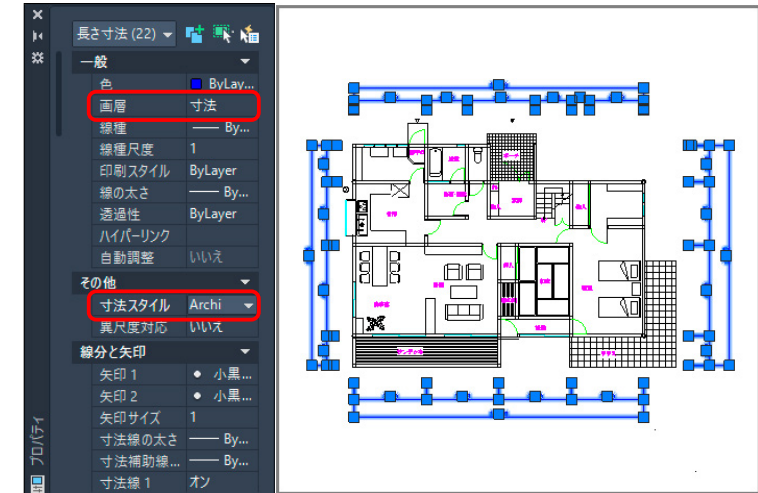 長さ寸法 (22)
一般
色 ByLay...
画層 寸法
線種 By...
線種尺度 1
印刷スタイル ByLayer
線の太さ By...
透過性 ByLayer
ハイパーリンク
自動調整 いいえ
その他
寸法スタイル Archi
異尺度対応 いいえ
線分と矢印
矢印 1 小黒...
矢印 2 小黒...
矢印サイズ 1
寸法線の太さ By...
寸法補助線... By...
寸法線 1 オン
プロパティ
ポーチ